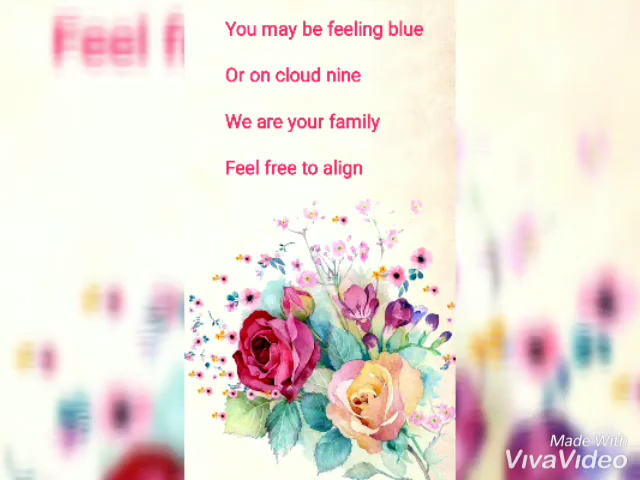 Feel f
You may be feeling blue
Or on cloud nine
We are your family
Feel free to align
Made With
VivaVideo